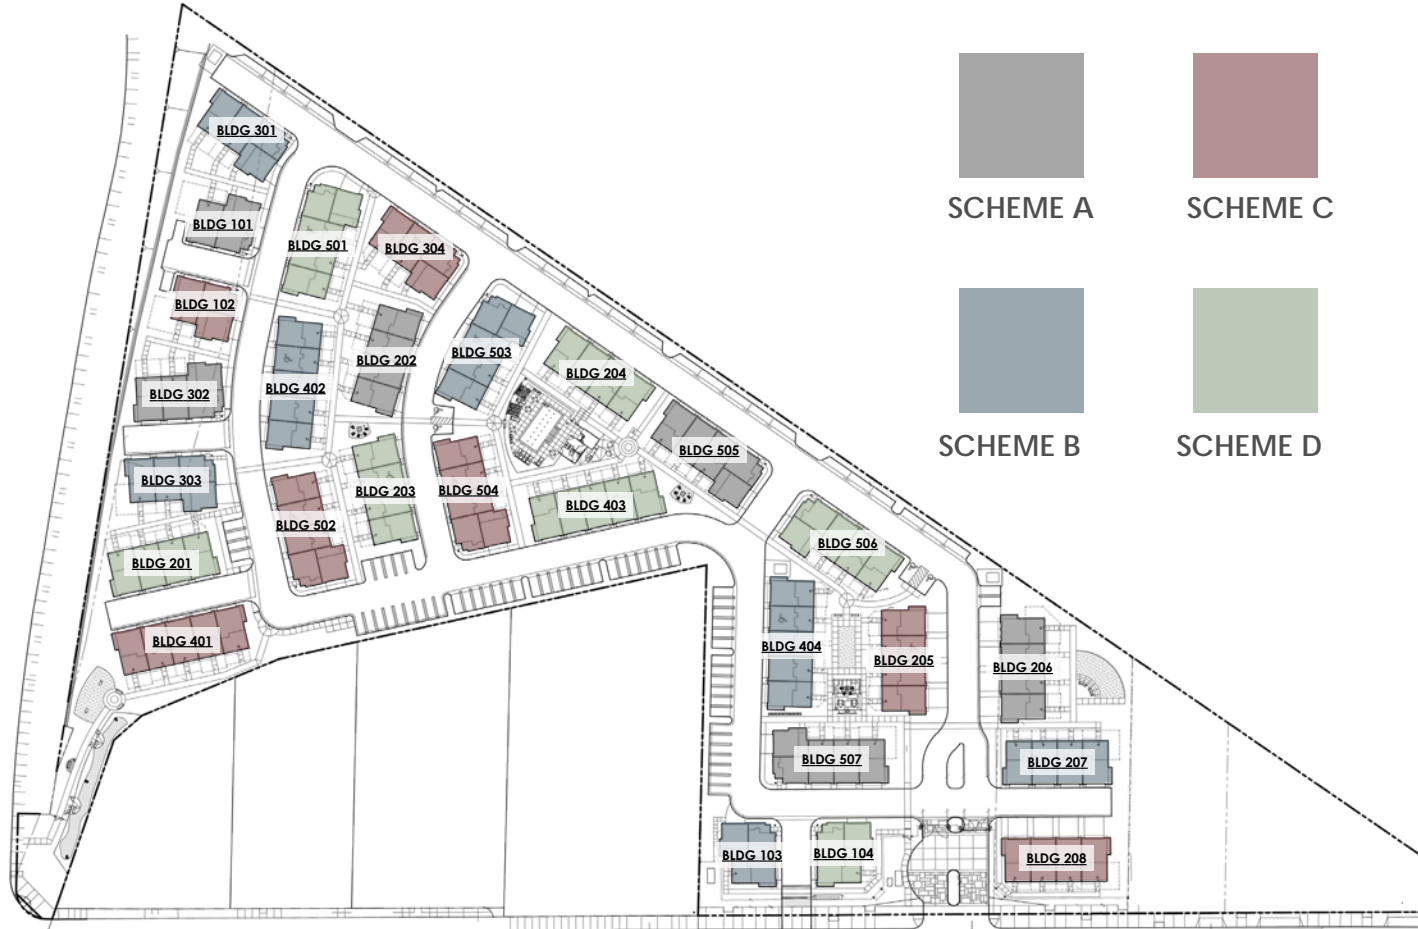 SCHEME A
SCHEME C
SCHEME B
SCHEME D
BLDG 301
BLDG 101
BLDG 501
BLDG 304
BLDG 102
BLDG 202
BLDG 503
BLDG 204
BLDG 302
BLDG 402
BLDG 505
BLDG 303
BLDG 203
BLDG 504
BLDG 403
BLDG 502
BLDG 506
BLDG 201
BLDG 401
BLDG 404
BLDG 205
BLDG 206
BLDG 507
BLDG 207
BLDG 103
BLDG 104
BLDG 208